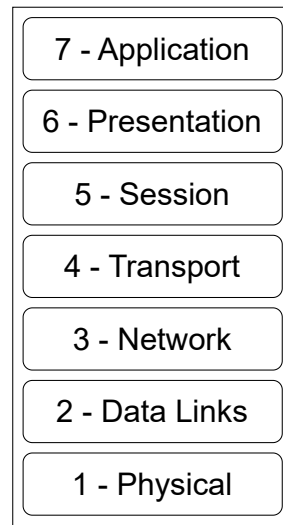 7 - Application
6 - Presentation
5 - Session
4 - Transport
3 - Network
2 - Data Links
1 - Physical